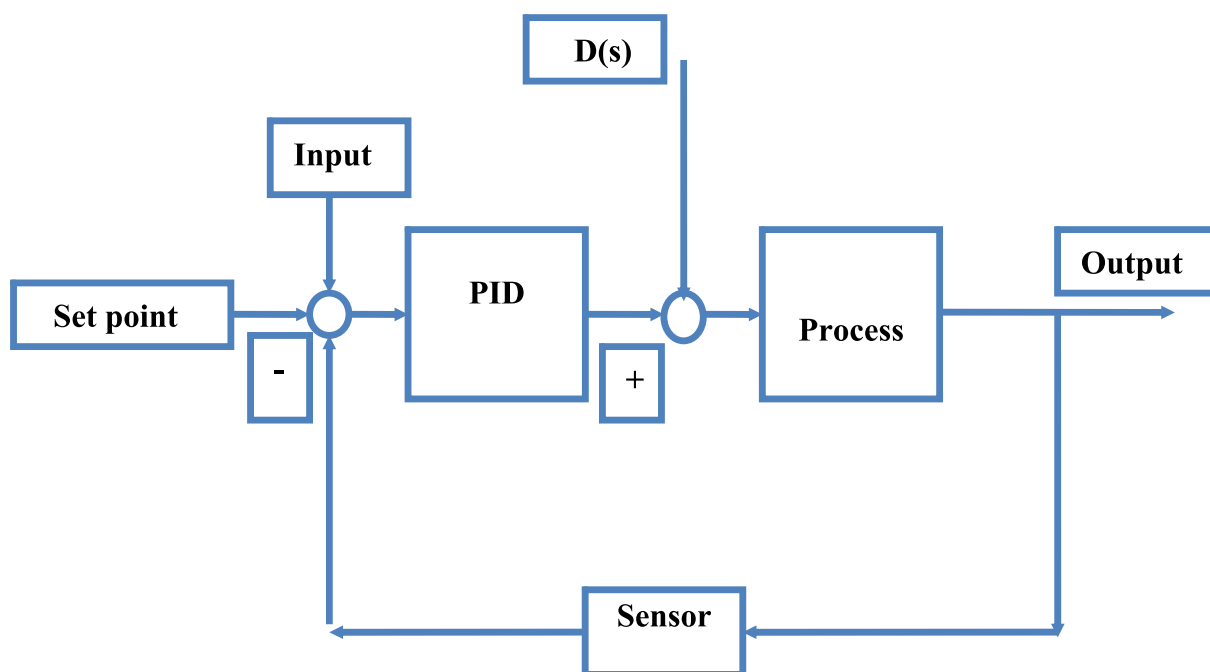 D(s)
Input
Set point
PID
Output
Process
-
+
Sensor